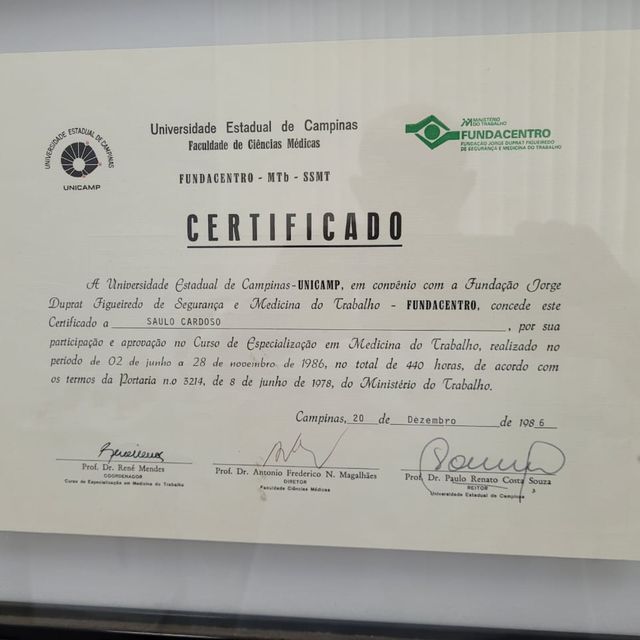 UNIVERSIDADE ESTADUAL DE CAMPINAS
UNICAMP
Universidade Estadual de Campinas
Faculdade de Ciências Médicas
FUNDACENTRO - MTb - SSMT
MINISTÉRIO
DO TRABALHO
FUNDACENTRO
FUNDAÇÃO JORGE DUPRAT FIGUEIREDO
DE SEGURANÇA E MEDICINA DO TRABALHO
CERTIFICADO
A Universidade Estadual de Campinas-UNICAMP, em convênio com a Fundação Jorge
Duprat Figueiredo de Segurança e Medicina do Trabalho - FUNDACENTRO, concede este
Certificado a SAULO CARDOSO, por sua
participação e aprovação no Curso de Especialização em Medicina do Trabalho, realizado no
período de 02 de junho a 28 de novembro de 1986, no total de 440 horas, de acordo com
os termos da Portaria n.o 3214, de 8 de junho de 1978, do Ministério do Trabalho.
Campinas, 20 de Dezembro de 1986
Prof. Dr. René Mendes
COORDENADOR
Curso de Especialização em Medicina do Trabalho
Prof. Dr. Antonio Frederico N. Magalhães
DIRETOR
Faculdade Ciências Médicas
Prof. Dr. Paulo Renato Costa Souza
REITOR
Universidade Estadual de Campinas
3